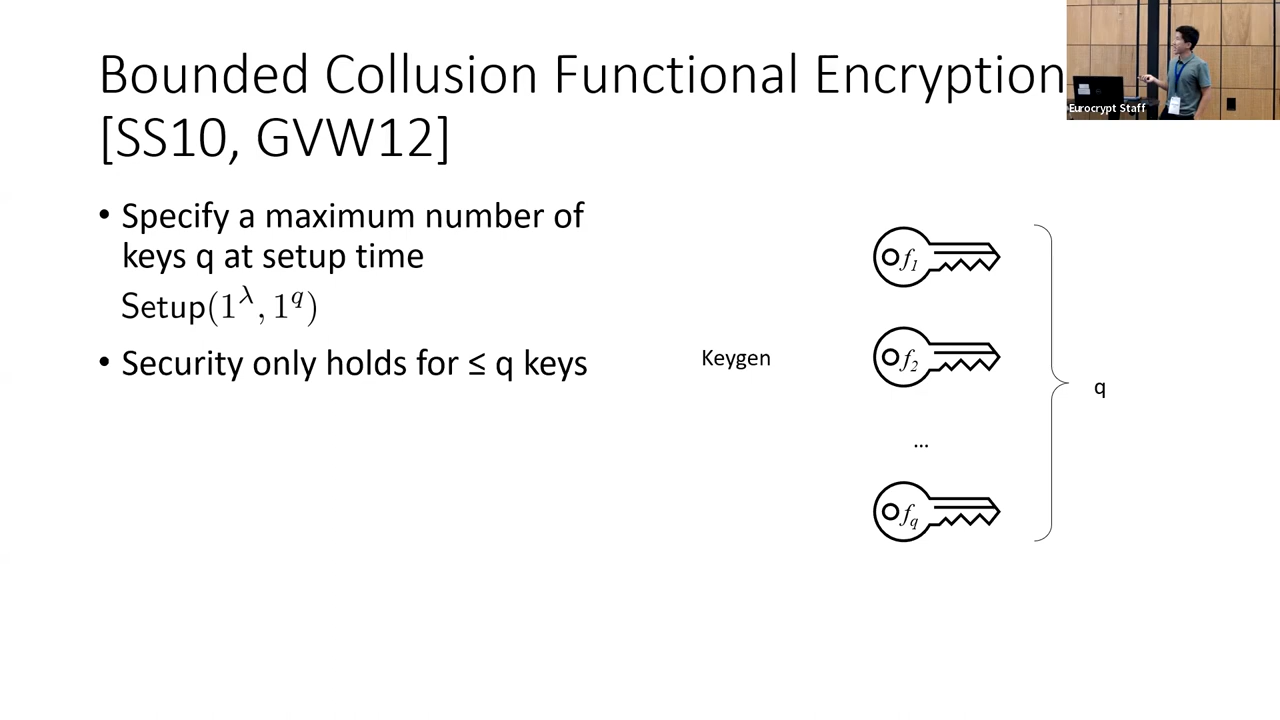 Bounded Collusion Functional Encryption
[SS10, GVW12]
Eurocrypt Staff
• Specify a maximum number of
keys q at setup time
Setup(1^λ, 1^q)
• Security only holds for ≤ q keys
Keygen
f₁
f₂
...
f_q
q